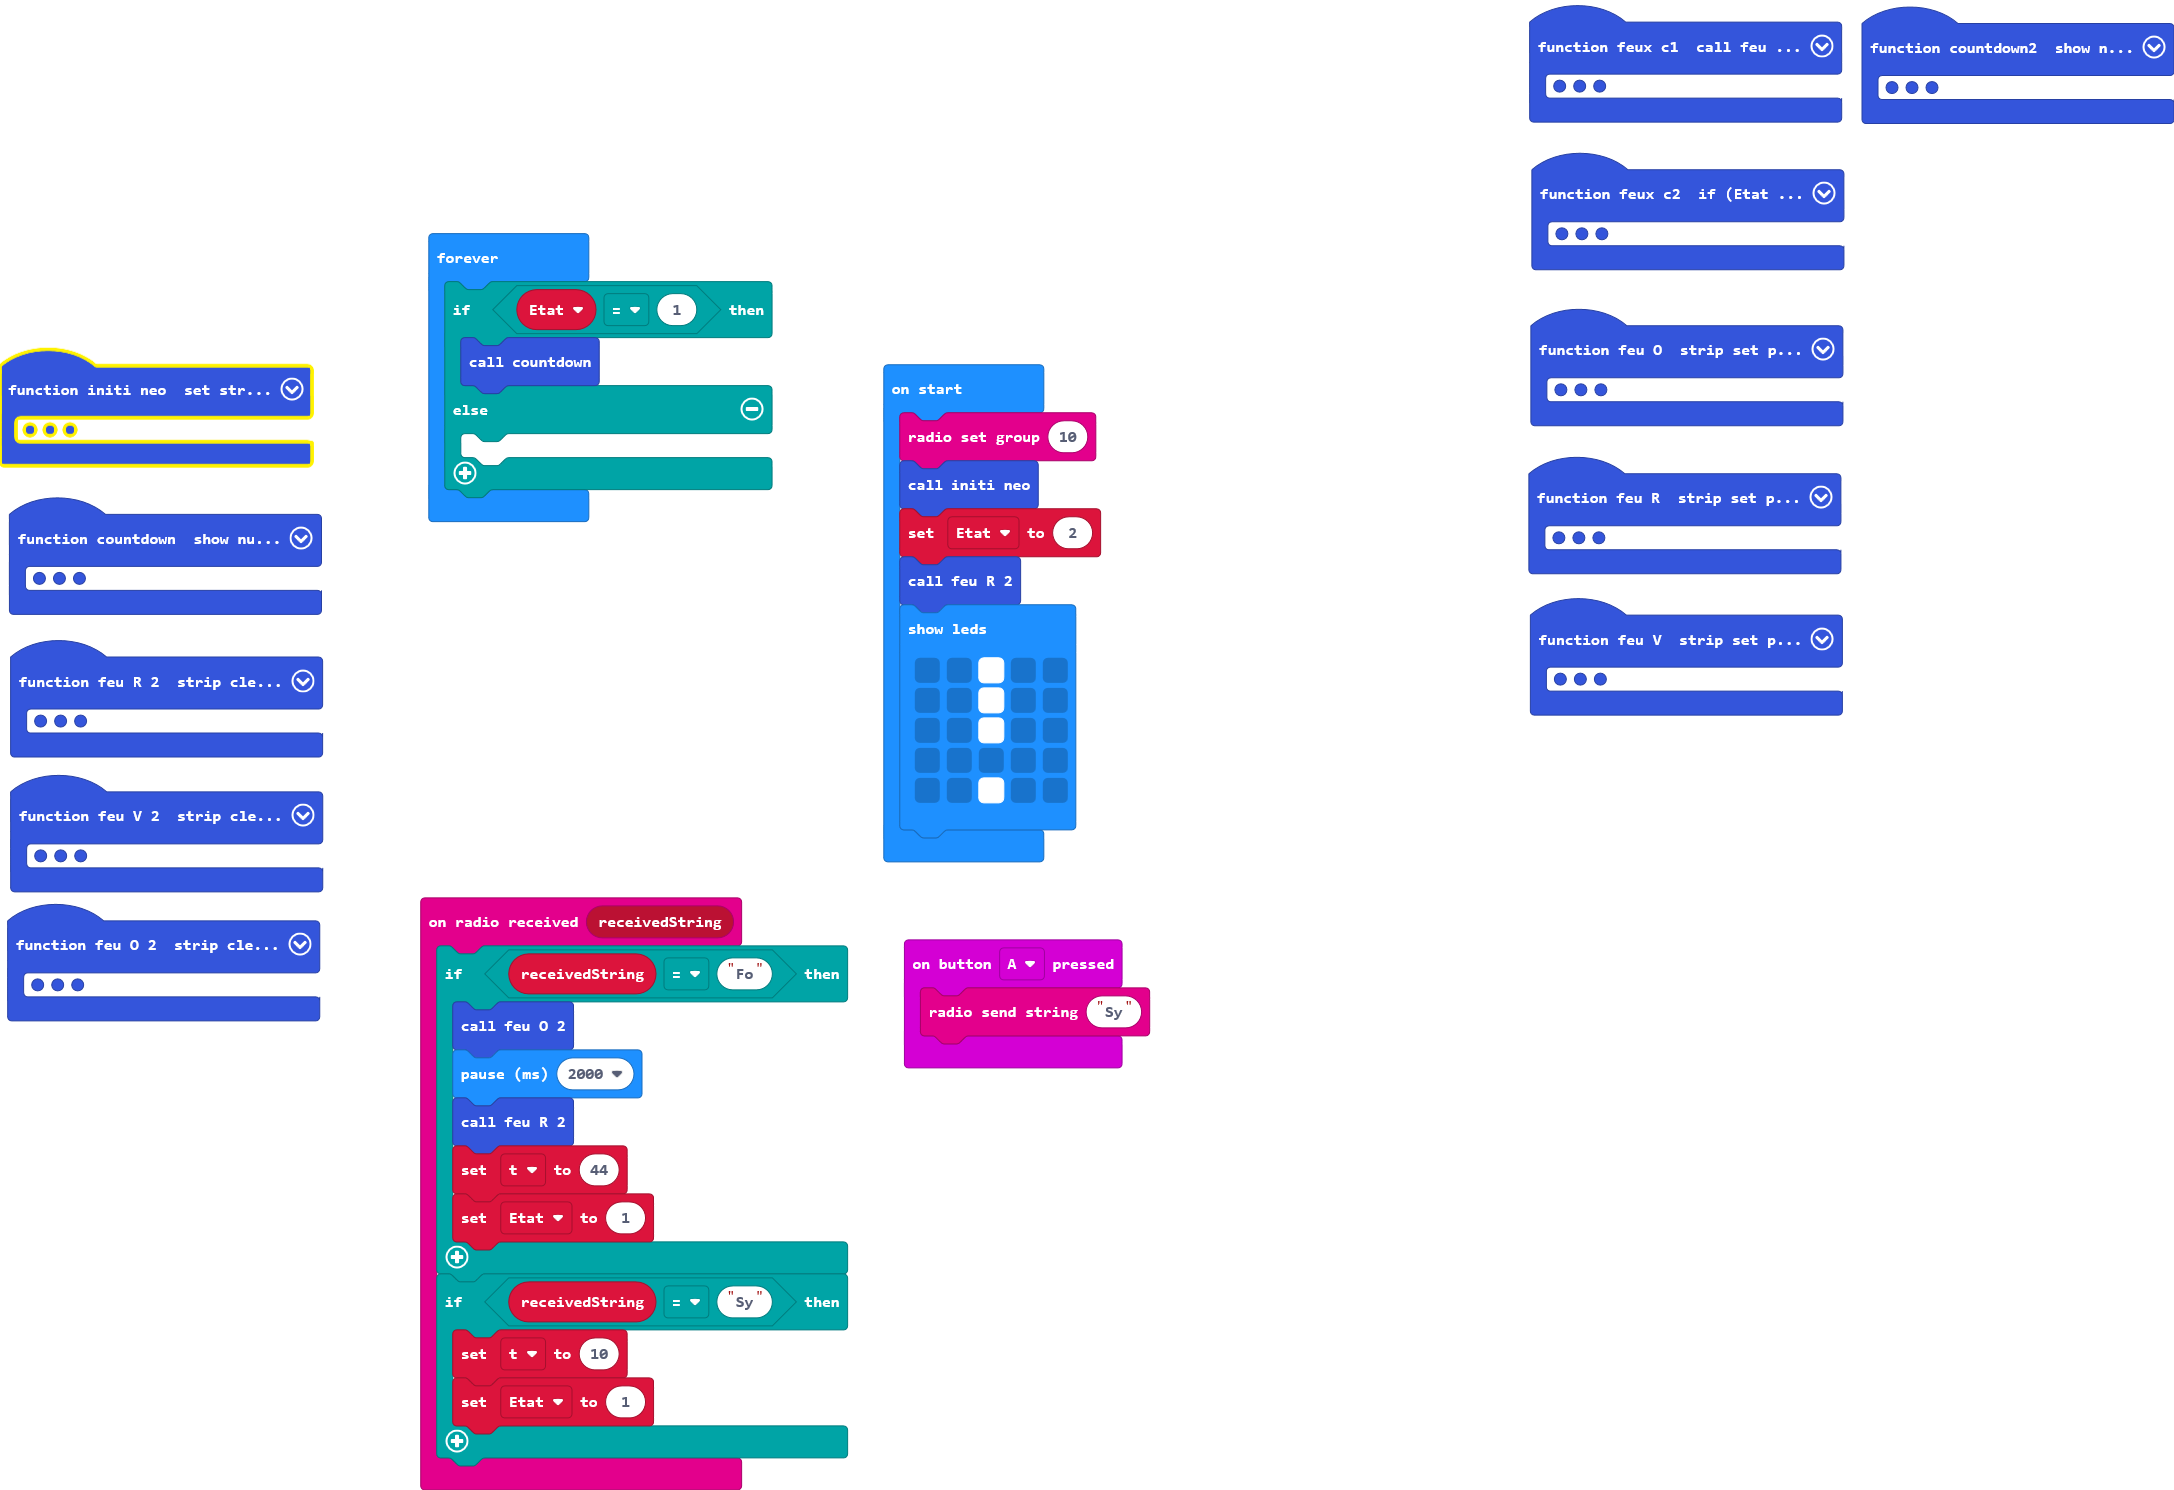 function initi neo set str...
function countdown show nu...
function feu R 2 strip cle...
function feu V 2 strip cle...
function feu O 2 strip cle...
forever
if Etat = 1 then
call countdown
else
on radio received receivedString
if receivedString = "Fo" then
call feu O 2
pause (ms) 2000
call feu R 2
set t to 44
set Etat to 1
if receivedString = "Sy" then
set t to 10
set Etat to 1
on start
radio set group 10
call initi neo
set Etat to 2
call feu R 2
show leds
on button A pressed
radio send string "Sy"
function feux c1 call feu ...
function feux c2 if (Etat ...
function feu O strip set p...
function feu R strip set p...
function feu V strip set p...
function countdown2 show n...